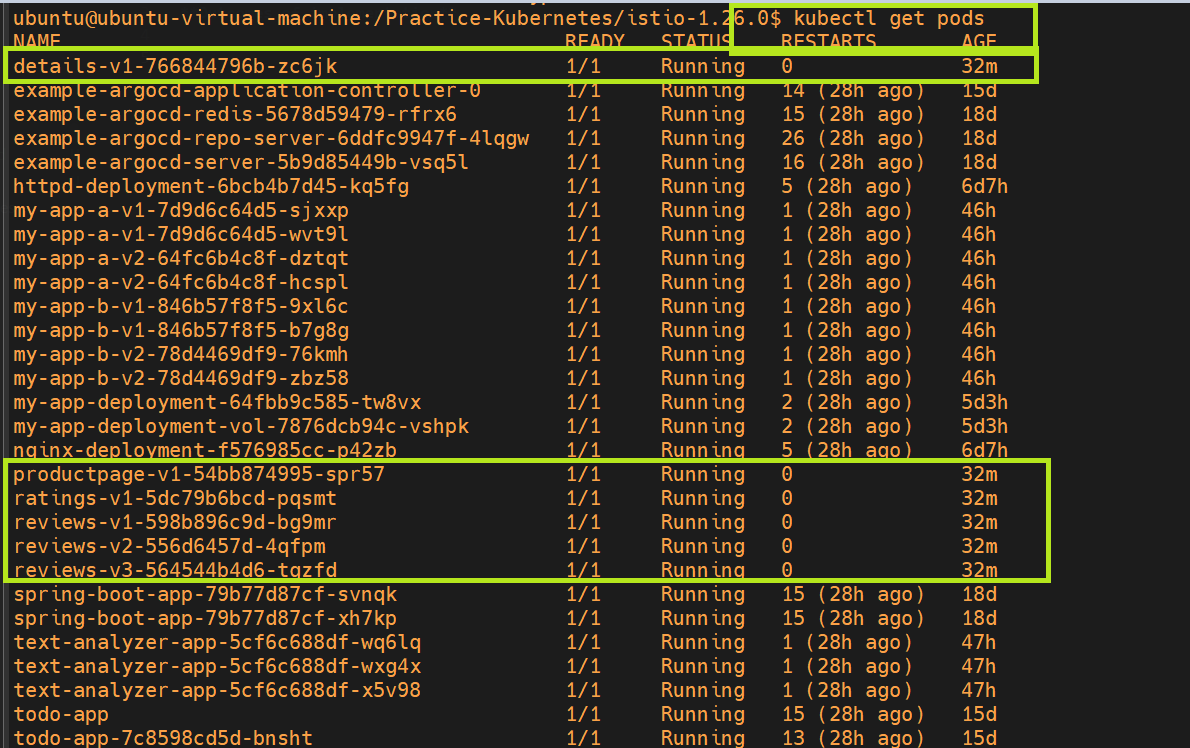 ubuntu@ubuntu-virtual-machine:/Practice-Kubernetes/istio-1.26.0$ kubectl get pods
NAME READY STATUS RESTARTS AGE
details-v1-766844796b-zc6jk 1/1 Running 0 32m
example-argocd-application-controller-0 1/1 Running 14 (28h ago) 15d
example-argocd-redis-5678d59479-rfrx6 1/1 Running 15 (28h ago) 18d
example-argocd-repo-server-6ddfc9947f-4lqgw 1/1 Running 26 (28h ago) 18d
example-argocd-server-5b9d85449b-vsq5l 1/1 Running 16 (28h ago) 18d
httpd-deployment-6bcb4b7d45-kq5fg 1/1 Running 5 (28h ago) 6d7h
my-app-a-v1-7d9d6c64d5-sjxxp 1/1 Running 1 (28h ago) 46h
my-app-a-v1-7d9d6c64d5-wvt9l 1/1 Running 1 (28h ago) 46h
my-app-a-v2-64fc6b4c8f-dztqt 1/1 Running 1 (28h ago) 46h
my-app-a-v2-64fc6b4c8f-hcspl 1/1 Running 1 (28h ago) 46h
my-app-b-v1-846b57f8f5-9xl6c 1/1 Running 1 (28h ago) 46h
my-app-b-v1-846b57f8f5-b7g8g 1/1 Running 1 (28h ago) 46h
my-app-b-v2-78d4469df9-76kmh 1/1 Running 1 (28h ago) 46h
my-app-b-v2-78d4469df9-zbz58 1/1 Running 1 (28h ago) 46h
my-app-deployment-64fbb9c585-tw8vx 1/1 Running 2 (28h ago) 5d3h
my-app-deployment-vol-7876dcb94c-vshpk 1/1 Running 2 (28h ago) 5d3h
nginx-deployment-f576985cc-p42zb 1/1 Running 5 (28h ago) 6d7h
productpage-v1-54bb874995-spr57 1/1 Running 0 32m
ratings-v1-5dc79b6bcd-pqsmt 1/1 Running 0 32m
reviews-v1-598b896c9d-bg9mr 1/1 Running 0 32m
reviews-v2-556d6457d-4qfpm 1/1 Running 0 32m
reviews-v3-564544b4d6-tgzfd 1/1 Running 0 32m
spring-boot-app-79b77d87cf-svnqk 1/1 Running 15 (28h ago) 18d
spring-boot-app-79b77d87cf-xh7kp 1/1 Running 15 (28h ago) 18d
text-analyzer-app-5cf6c688df-wq6lq 1/1 Running 1 (28h ago) 47h
text-analyzer-app-5cf6c688df-wxg4x 1/1 Running 1 (28h ago) 47h
text-analyzer-app-5cf6c688df-x5v98 1/1 Running 1 (28h ago) 47h
todo-app 1/1 Running 15 (28h ago) 15d
todo-app-7c8598cd5d-bnsht 1/1 Running 13 (28h ago) 15d